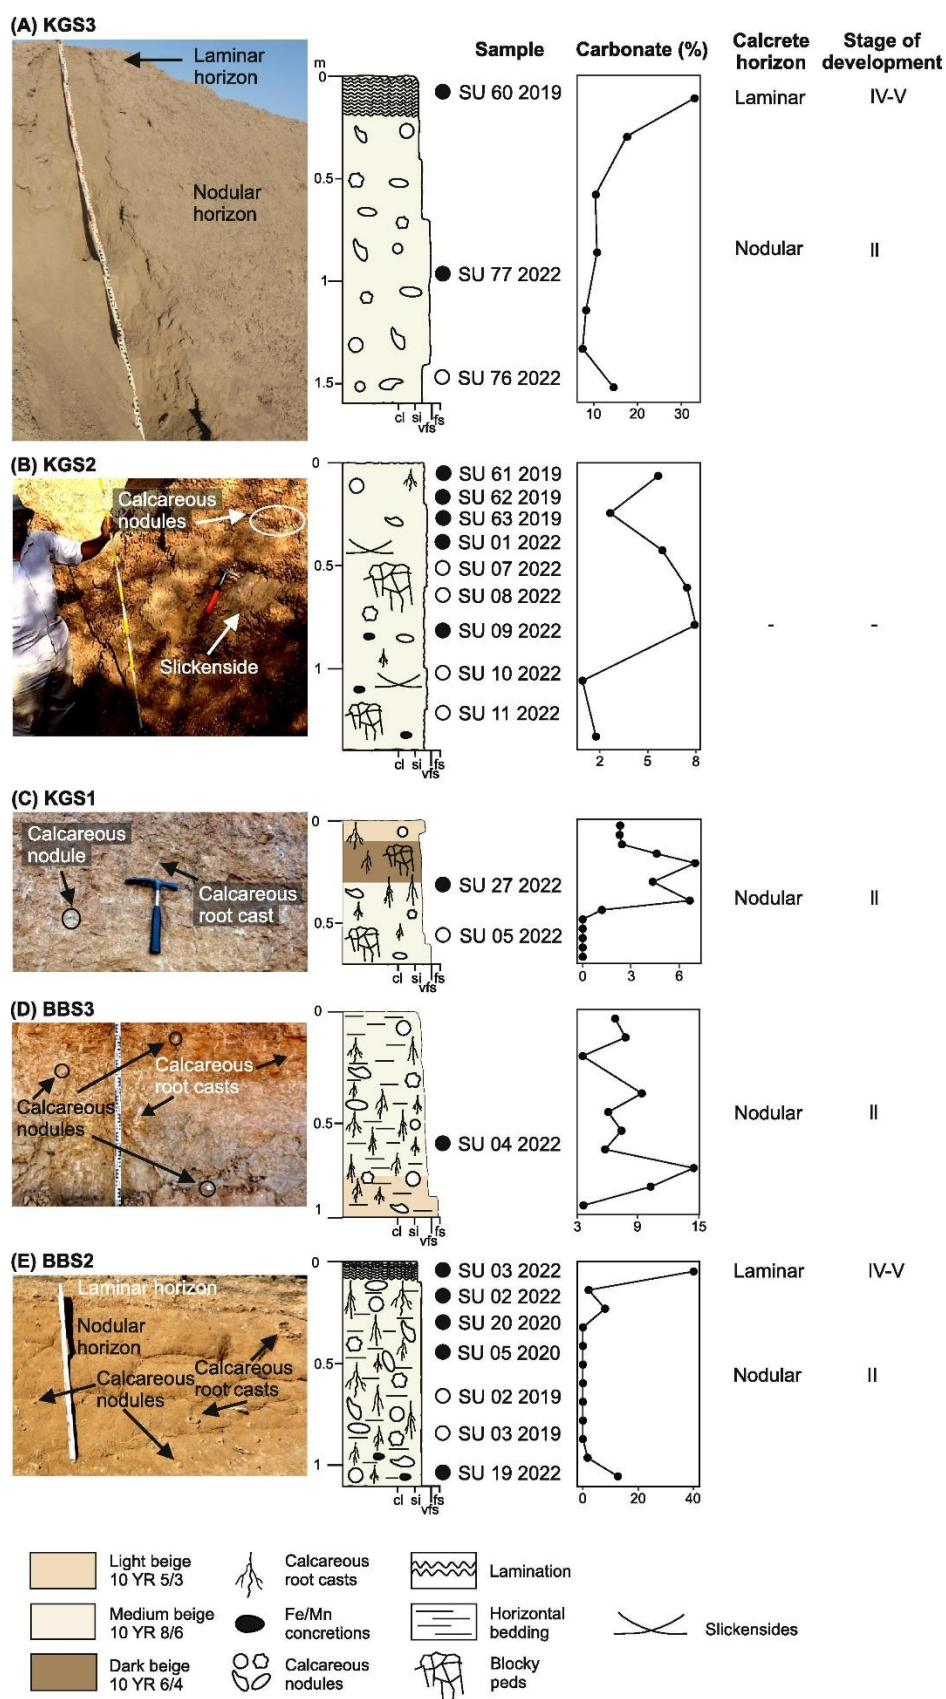 (A) KGS3
Sample
Carbonate (%)
Calcrete horizon
Stage of development
Laminar horizon
Nodular horizon
m
0
0.5
1
1.5
cl si vfs fs
SU 60 2019
SU 77 2022
SU 76 2022
10 20 30
Laminar IV-V
Nodular II
(B) KGS2
Calcareous nodules
Slickenside
0
0.5
1
cl si vfs fs
SU 61 2019
SU 62 2019
SU 63 2019
SU 01 2022
SU 07 2022
SU 08 2022
SU 09 2022
SU 10 2022
SU 11 2022
2 4 6 8
- -
(C) KGS1
Calcareous nodule
Calcareous root cast
0
0.5
cl si vfs fs
SU 27 2022
SU 05 2022
0 3 6
Nodular II
(D) BBS3
Calcareous root casts
Calcareous nodules
0
0.5
1
cl si vfs fs
SU 04 2022
3 9 15
Nodular II
(E) BBS2
Laminar horizon
Nodular horizon
Calcareous nodules
Calcareous root casts
0
0.5
1
cl si vfs fs
SU 03 2022
SU 02 2022
SU 20 2020
SU 05 2020
SU 02 2019
SU 03 2019
SU 19 2022
0 20 40
Laminar IV-V
Nodular II
Light beige
10 YR 5/3
Calcareous root casts
Lamination
Medium beige
10 YR 8/6
Fe/Mn concretions
Horizontal bedding
Slickensides
Dark beige
10 YR 6/4
Calcareous nodules
Blocky peds